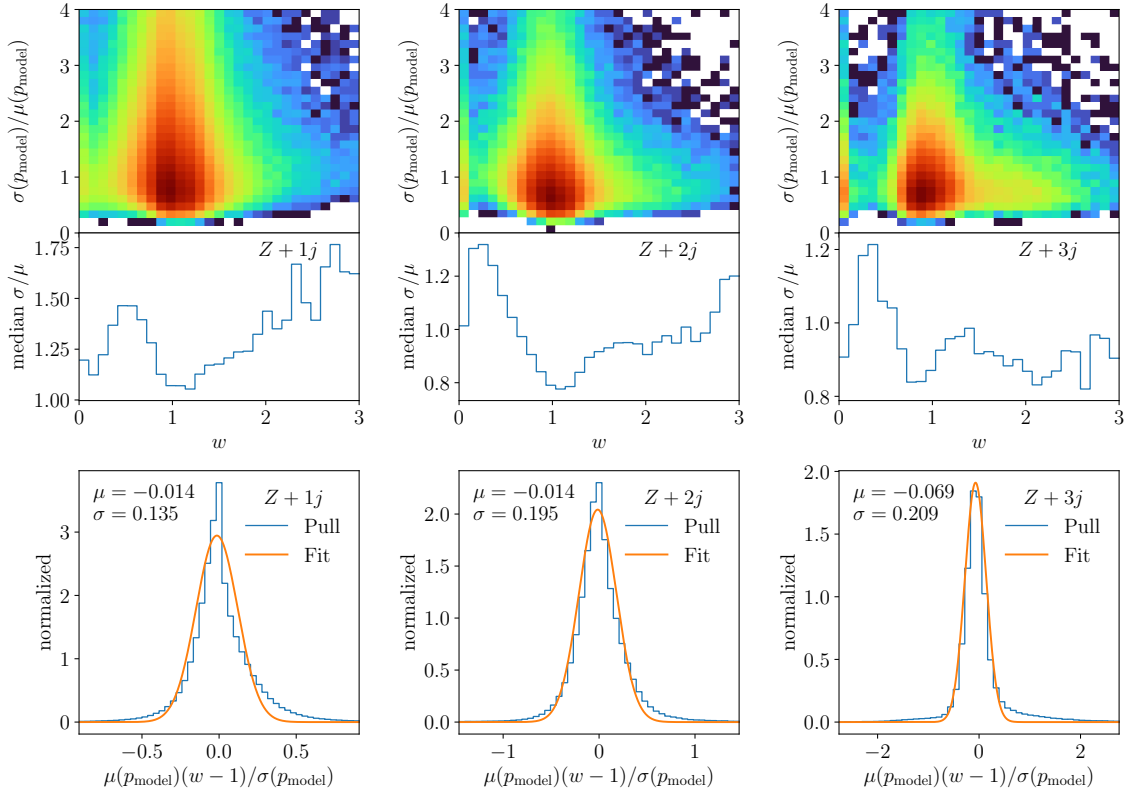 σ(p_model)/μ(p_model)
4
3
2
1
0
σ(p_model)/μ(p_model)
4
3
2
1
0
σ(p_model)/μ(p_model)
4
3
2
1
0
median σ/μ
1.75
1.50
1.25
1.00
Z + 1j
0 1 2 3
w
median σ/μ
1.2
1.0
0.8
Z + 2j
0 1 2 3
w
median σ/μ
1.2
1.0
0.8
Z + 3j
0 1 2 3
w
normalized
3
2
1
0
μ = −0.014
σ = 0.135
Z + 1j
Pull
Fit
−0.5 0.0 0.5
μ(p_model)(w − 1)/σ(p_model)
normalized
2.0
1.5
1.0
0.5
0.0
μ = −0.014
σ = 0.195
Z + 2j
Pull
Fit
−1 0 1
μ(p_model)(w − 1)/σ(p_model)
normalized
2.0
1.5
1.0
0.5
0.0
μ = −0.069
σ = 0.209
Z + 3j
Pull
Fit
−2 0 2
μ(p_model)(w − 1)/σ(p_model)